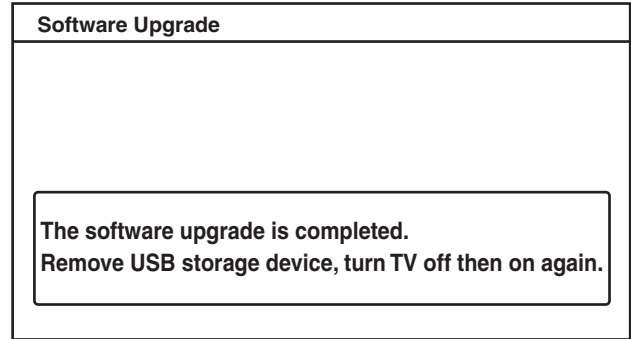 Software Upgrade
The software upgrade is completed.
Remove USB storage device, turn TV off then on again.